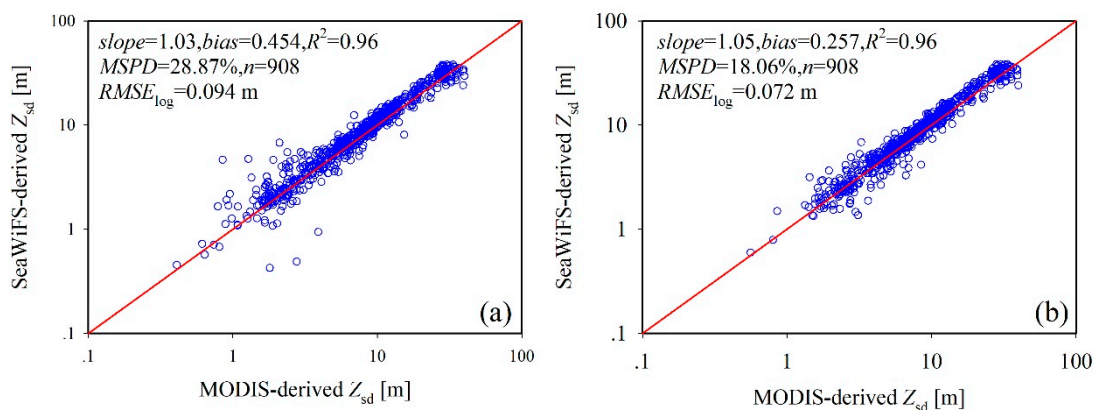 100
10
1
.1
SeaWiFS-derived Zsd [m]
slope=1.03,bias=0.454,R²=0.96
MSPD=28.87%,n=908
RMSElog=0.094 m
(a)
.1 1 10 100
MODIS-derived Zsd [m]
100
10
1
.1
SeaWiFS-derived Zsd [m]
slope=1.05,bias=0.257,R²=0.96
MSPD=18.06%,n=908
RMSElog=0.072 m
(b)
.1 1 10 100
MODIS-derived Zsd [m]